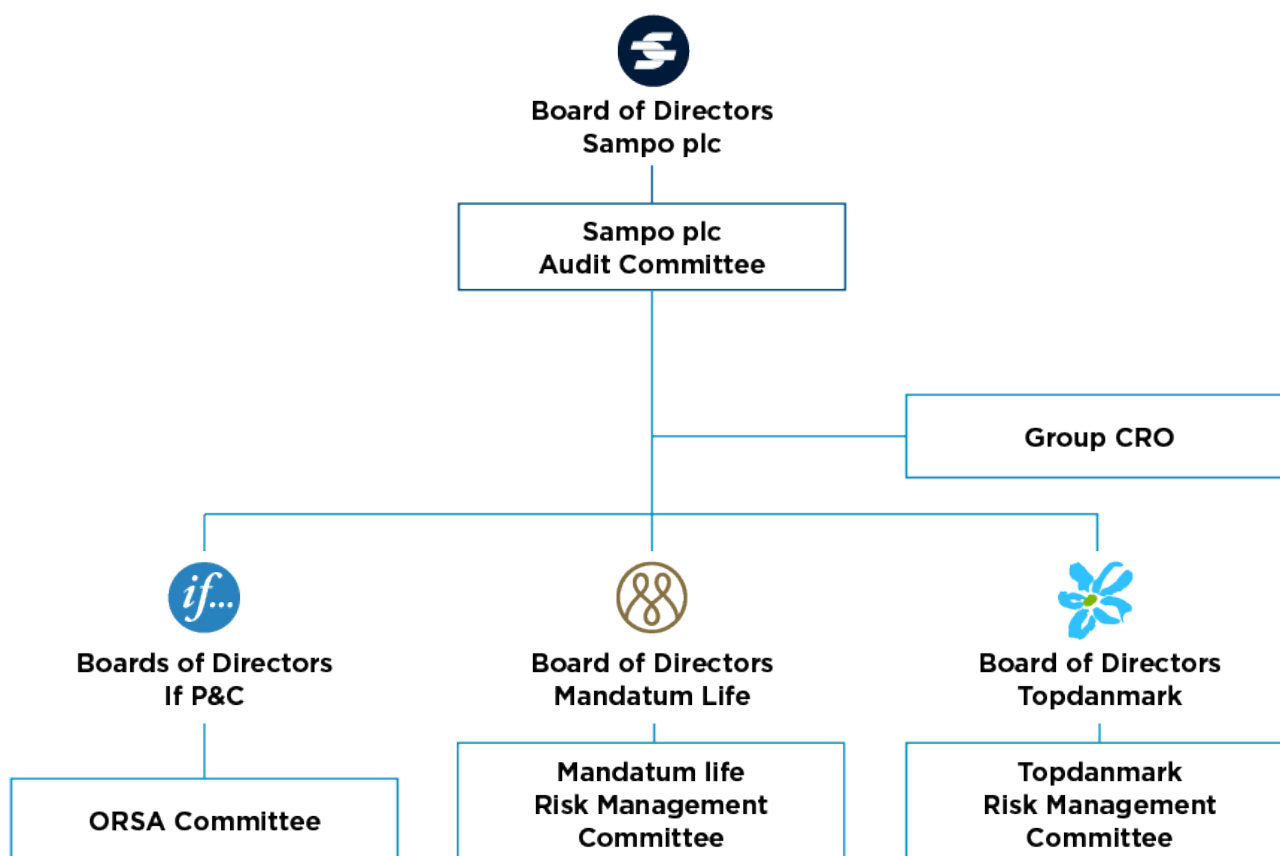 Board of Directors
Sampo plc
Sampo plc
Audit Committee
Group CRO
if...
Boards of Directors
If P&C
Board of Directors
Mandatum Life
Board of Directors
Topdanmark
ORSA Committee
Mandatum life
Risk Management
Committee
Topdanmark
Risk Management
Committee